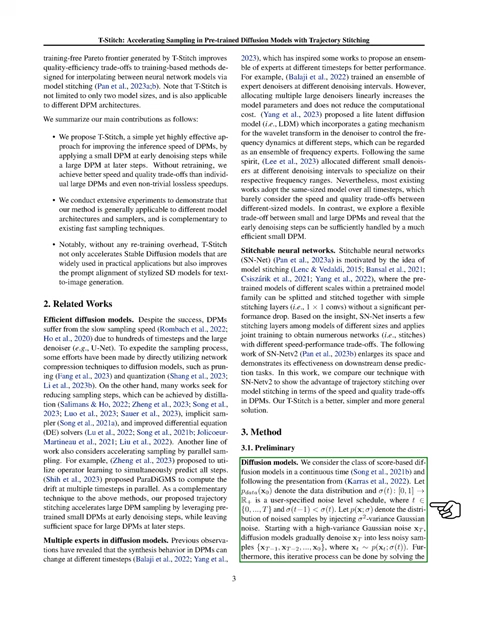 T-Stitch: Accelerating Sampling in Pre-trained Diffusion Models with Trajectory Stitching
training-free Pareto frontier generated by T-Stitch improves
quality-efficiency trade-offs to training-based methods de-
signed for interpolating between neural network models via
model stitching (Pan et al., 2023a;b). Note that T-Stitch is
not limited to only two model sizes, and is also applicable
to different DPM architectures.
We summarize our main contributions as follows:
• We propose T-Stitch, a simple yet highly effective ap-
proach for improving the inference speed of DPMs, by
applying a small DPM at early denoising steps while
a large DPM at later steps. Without retraining, we
achieve better speed and quality trade-offs than individ-
ual large DPMs and even non-trivial lossless speedups.
• We conduct extensive experiments to demonstrate that
our method is generally applicable to different model
architectures and samplers, and is complementary to
existing fast sampling techniques.
• Notably, without any re-training overhead, T-Stitch
not only accelerates Stable Diffusion models that are
widely used in practical applications but also improves
the prompt alignment of stylized SD models for text-
to-image generation.
2. Related Works
Efficient diffusion models. Despite the success, DPMs
suffer from the slow sampling speed (Rombach et al., 2022;
Ho et al., 2020) due to hundreds of timesteps and the large
denoiser (e.g., U-Net). To expedite the sampling process,
some efforts have been made by directly utilizing network
compression techniques to diffusion models, such as prun-
ing (Fang et al., 2023) and quantization (Shang et al., 2023;
Li et al., 2023b). On the other hand, many works seek for
reducing sampling steps, which can be achieved by distilla-
tion (Salimans & Ho, 2022; Zheng et al., 2023; Song et al.,
2023; Luo et al., 2023; Sauer et al., 2023), implicit sam-
pler (Song et al., 2021a), and improved differential equation
(DE) solvers (Lu et al., 2022; Song et al., 2021b; Jolicoeur-
Martineau et al., 2021; Liu et al., 2022). Another line of
work also considers accelerating sampling by parallel sam-
pling. For example, (Zheng et al., 2023) proposed to uti-
lize operator learning to simultaneously predict all steps.
(Shih et al., 2023) proposed ParaDiGMS to compute the
drift at multiple timesteps in parallel. As a complementary
technique to the above methods, our proposed trajectory
stitching accelerates large DPM sampling by leveraging pre-
trained small DPMs at early denoising steps, while leaving
sufficient space for large DPMs at later steps.
Multiple experts in diffusion models. Previous observa-
tions have revealed that the synthesis behavior in DPMs can
change at different timesteps (Balaji et al., 2022; Yang et al.,
2023), which has inspired some works to propose an ensem-
ble of experts at different timesteps for better performance.
For example, (Balaji et al., 2022) trained an ensemble of
expert denoisers at different denoising intervals. However,
allocating multiple large denoisers linearly increases the
model parameters and does not reduce the computational
cost. (Yang et al., 2023) proposed a lite latent diffusion
model (i.e., LDM) which incorporates a gating mechanism
for the wavelet transform in the denoiser to control the fre-
quency dynamics at different steps, which can be regarded
as an ensemble of frequency experts. Following the same
spirit, (Lee et al., 2023) allocated different small denois-
ers at different denoising intervals to specialize on their
respective frequency ranges. Nevertheless, most existing
works adopt the same-sized model over all timesteps, which
barely consider the speed and quality trade-offs between
different-sized models. In contrast, we explore a flexible
trade-off between small and large DPMs and reveal that the
early denoising steps can be sufficiently handled by a much
efficient small DPM.
Stitchable neural networks. Stitchable neural networks
(SN-Net) (Pan et al., 2023a) is motivated by the idea of
model stitching (Lenc & Vedaldi, 2015; Bansal et al., 2021;
Csiszárik et al., 2021; Yang et al., 2022), where the pre-
trained models of different scales within a pretrained model
family can be splitted and stitched together with simple
stitching layers (i.e., 1 × 1 convs) without a significant per-
formance drop. Based on the insight, SN-Net inserts a few
stitching layers among models of different sizes and applies
joint training to obtain numerous networks (i.e., stitches)
with different speed-performance trade-offs. The following
work of SN-Netv2 (Pan et al., 2023b) enlarges its space and
demonstrates its effectiveness on downstream dense predic-
tion tasks. In this work, we compare our technique with
SN-Netv2 to show the advantage of trajectory stitching over
model stitching in terms of the speed and quality trade-offs
in DPMs. Our T-Stitch is a better, simpler and more general
solution.
3. Method
3.1. Preliminary
Diffusion models. We consider the class of score-based dif-
fusion models in a continuous time (Song et al., 2021b) and
following the presentation from (Karras et al., 2022). Let
p_data(x₀) denote the data distribution and σ(t): [0, 1] →
ℝ₊ is a user-specified noise level schedule, where t ∈
{0, ..., T} and σ(t−1) < σ(t). Let p(x; σ) denote the distri-
bution of noised samples by injecting σ²-variance Gaussian
noise. Starting with a high-variance Gaussian noise x_T,
diffusion models gradually denoise x_T into less noisy sam-
ples {x_{T−1}, x_{T−2}, ..., x₀}, where x_t ∼ p(x_t; σ(t)). Fur-
thermore, this iterative process can be done by solving the
3